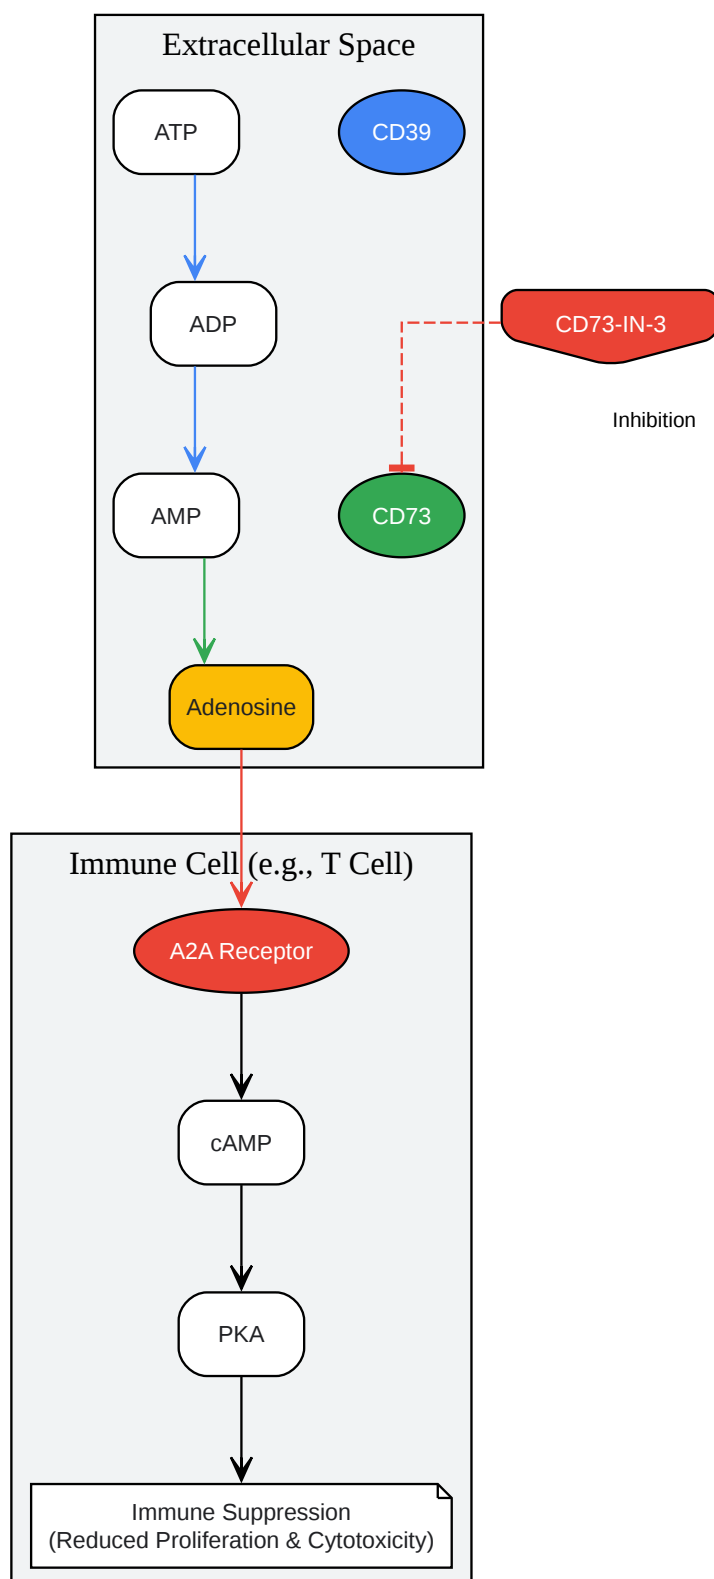 Extracellular Space
ATP
CD39
ADP
CD73-IN-3
Inhibition
AMP
CD73
Adenosine
Immune Cell (e.g., T Cell)
A2A Receptor
cAMP
PKA
Immune Suppression
(Reduced Proliferation & Cytotoxicity)